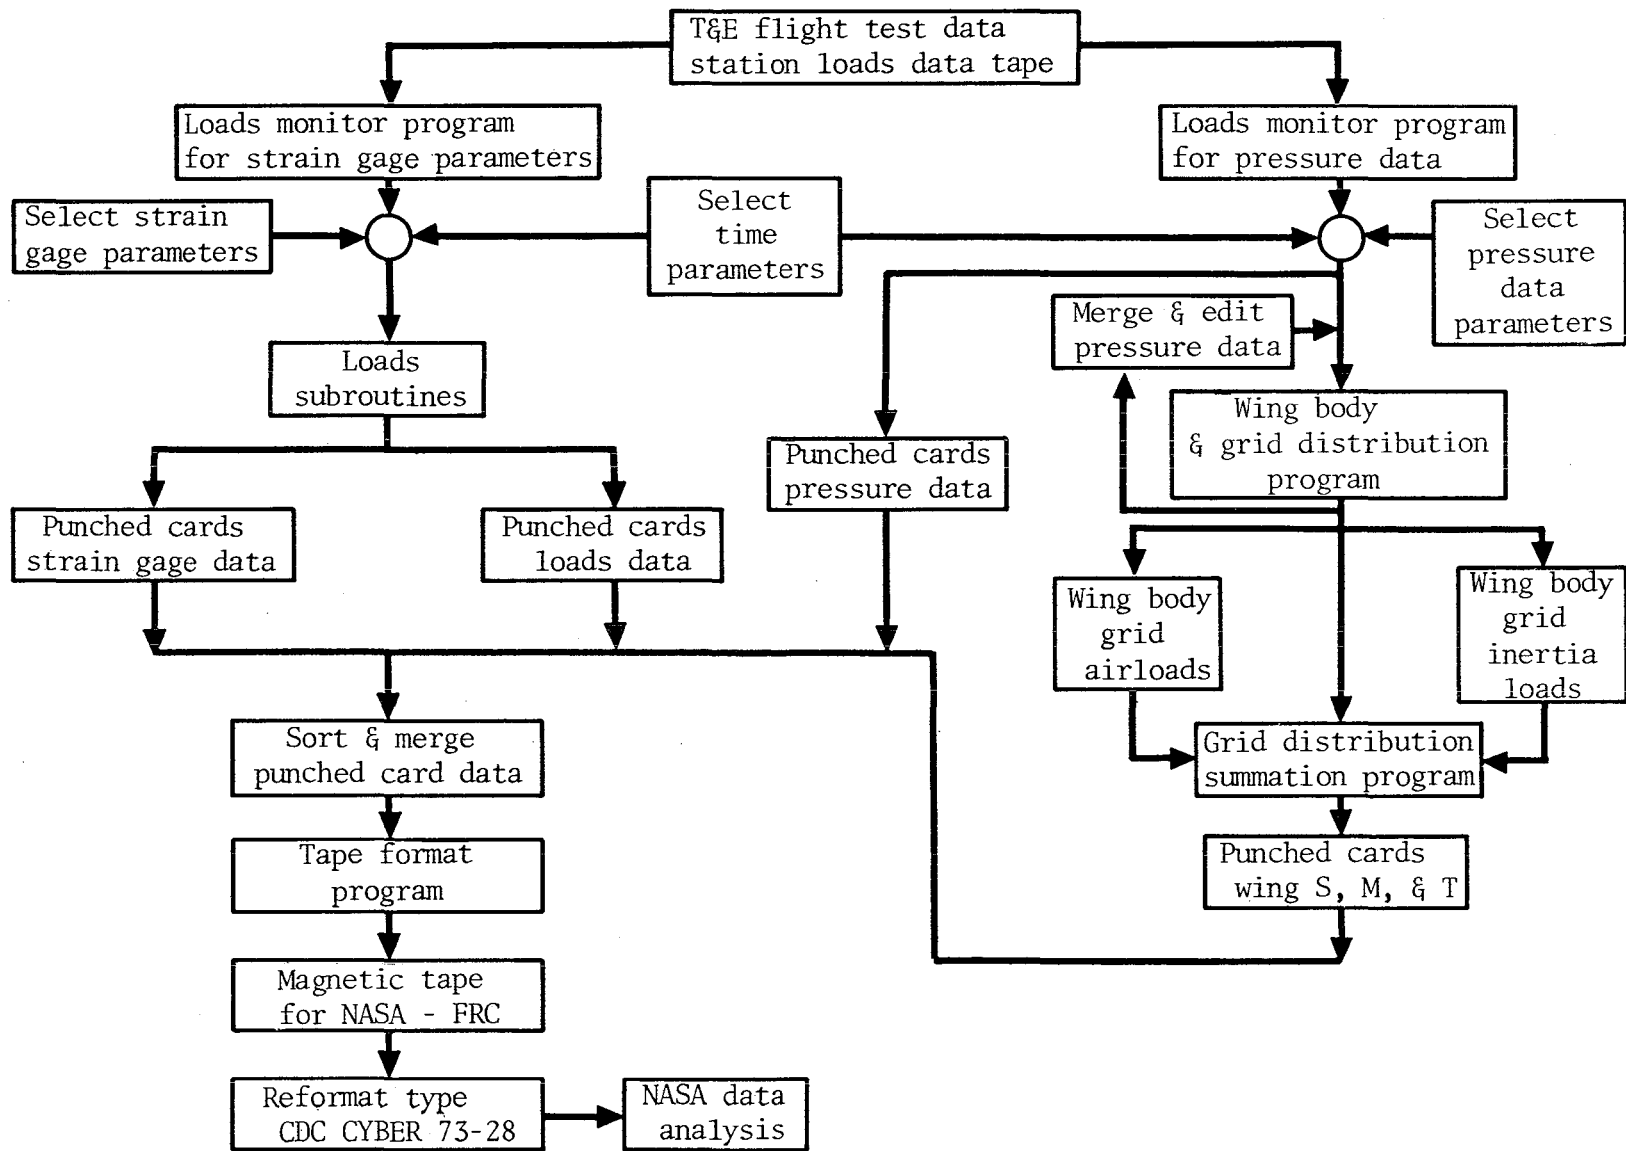 T&E flight test data
station loads data tape
Loads monitor program
for strain gage parameters
Loads monitor program
for pressure data
Select strain
gage parameters
Select
time
parameters
Select
pressure
data
parameters
Merge & edit
pressure data
Loads
subroutines
Wing body
& grid distribution
program
Punched cards
pressure data
Punched cards
strain gage data
Punched cards
loads data
Wing body
grid
airloads
Wing body
grid
inertia
loads
Sort & merge
punched card data
Grid distribution
summation program
Tape format
program
Punched cards
wing S, M, & T
Magnetic tape
for NASA - FRC
Reformat type
CDC CYBER 73-28
NASA data
analysis